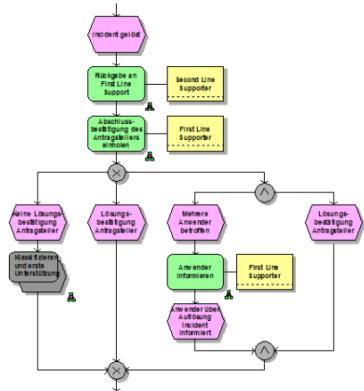 Incident gelöst
Rückgabe an
First Line
Support
Second Line
Supporter
Abschluss-
bestätigung des
Antragstellers
einholen
First Line
Supporter
Keine Lösungs-
bestätigung
Antragsteller
Lösungs-
bestätigung
Antragsteller
Mehrere
Anwender
betroffen
Lösungs-
bestätigung
Antragsteller
Klassifizieren
und erste
Unterstützung
Anwender
informieren
First Line
Supporter
Anwender über
Auflösung
Incident
informiert